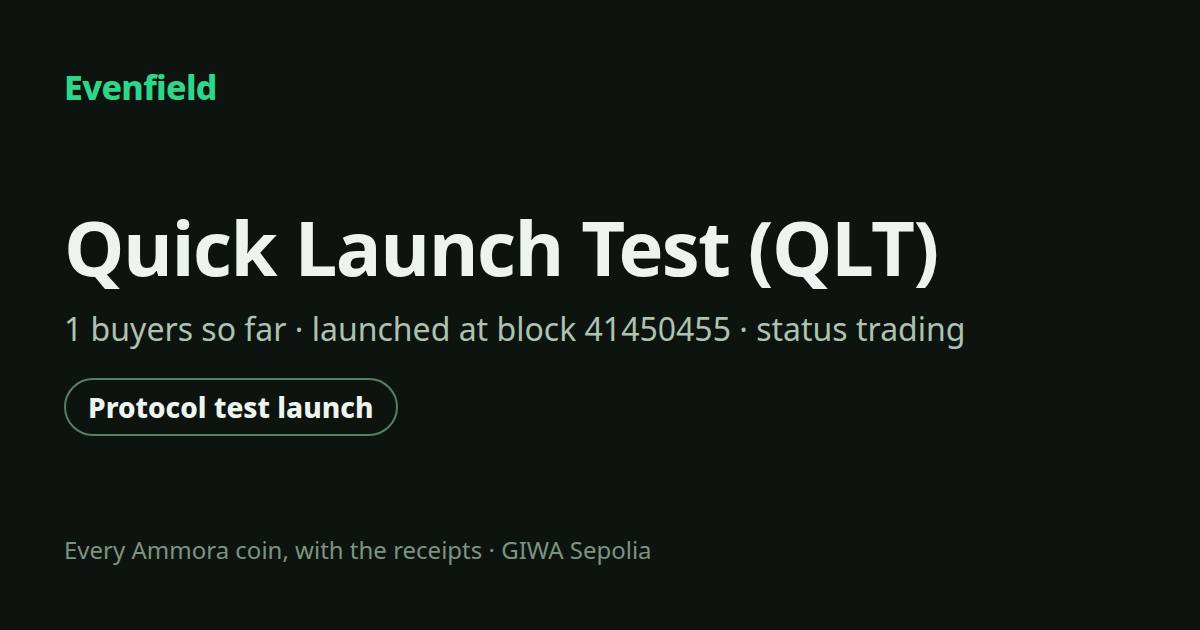 Evenfield
Quick Launch Test (QLT)
1 buyers so far · launched at block 41450455 · status trading
Protocol test launch
Every Ammora coin, with the receipts · GIWA Sepolia